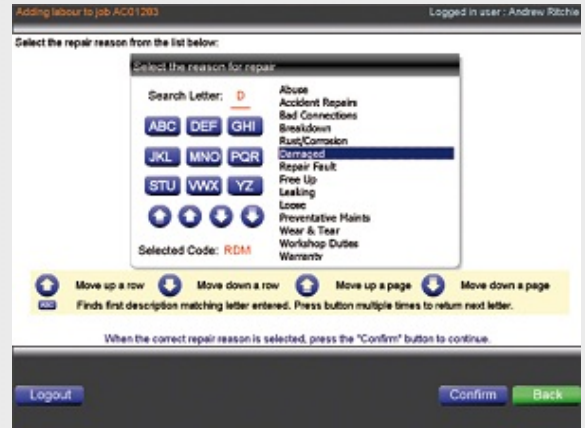 Adding labour to job AC01203
Logged in user : Andrew Ritchie
Select the repair reason from the list below:
Select the reason for repair
Search Letter: D
ABC DEF GHI
JKL MNO PQR
STU VWX YZ
Selected Code: RDM
Abuse
Accident Repairs
Bad Connections
Breakdown
Rust/Corrosion
Damaged
Repair Fault
Free Up
Leaking
Loose
Preventative Maints
Wear & Tear
Workshop Duties
Warranty
Move up a row
Move down a row
Move up a page
Move down a page
ABC
Finds first description matching letter entered. Press button multiple times to return next letter.
When the correct repair reason is selected, press the "Confirm" button to continue.
Logout
Confirm
Back